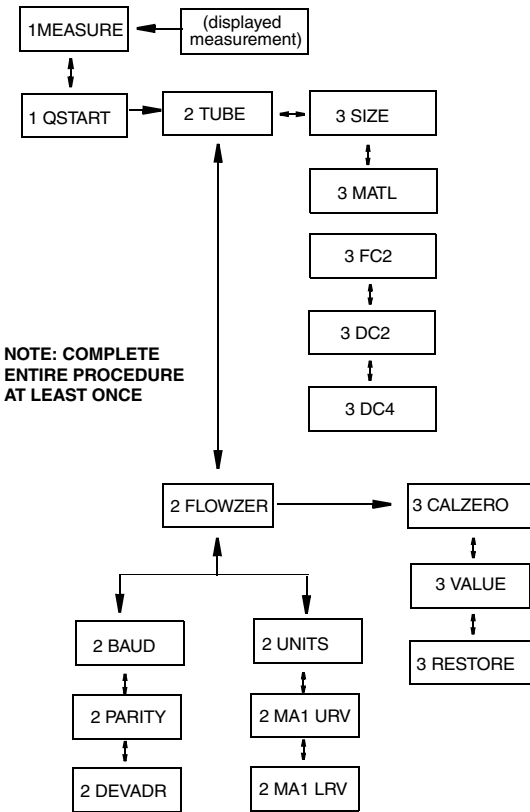 1MEASURE
(displayed
measurement)
1 QSTART
2 TUBE
3 SIZE
3 MATL
3 FC2
3 DC2
3 DC4
NOTE: COMPLETE
ENTIRE PROCEDURE
AT LEAST ONCE
2 FLOWZER
3 CALZERO
3 VALUE
3 RESTORE
2 BAUD
2 UNITS
2 PARITY
2 MA1 URV
2 DEVADR
2 MA1 LRV